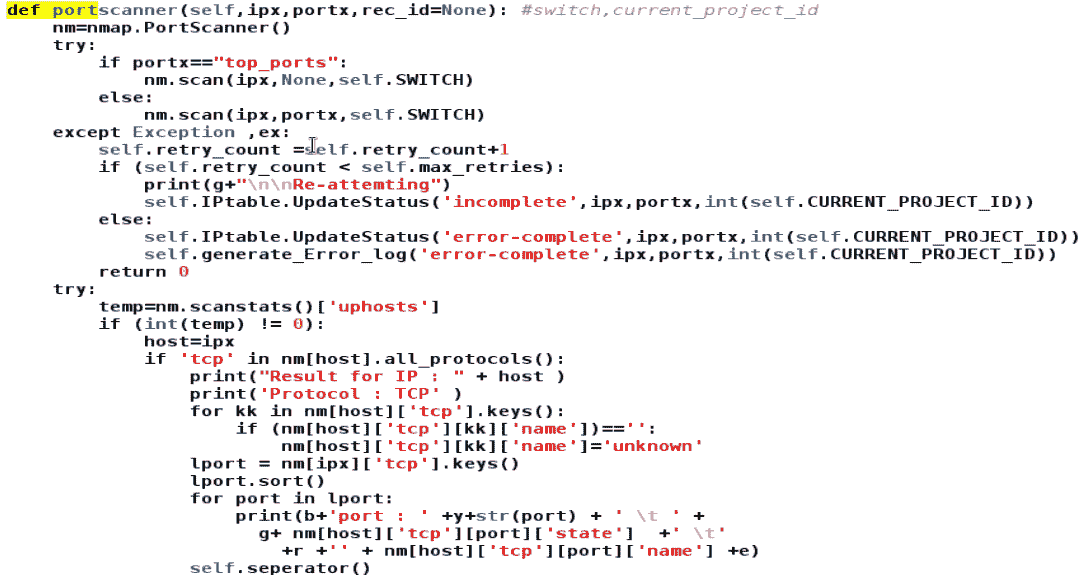 def portscanner(self,ipx,portx,rec_id=None): #switch,current_project_id
    nm=nmap.PortScanner()
    try:
        if portx=="top_ports":
            nm.scan(ipx,None,self.SWITCH)
        else:
            nm.scan(ipx,portx,self.SWITCH)
    except Exception ,ex:
        self.retry_count =self.retry_count+1
        if (self.retry_count < self.max_retries):
            print(g+"\n\nRe-attemting")
            self.IPtable.UpdateStatus('incomplete',ipx,portx,int(self.CURRENT_PROJECT_ID))
        else:
            self.IPtable.UpdateStatus('error-complete',ipx,portx,int(self.CURRENT_PROJECT_ID))
            self.generate_Error_log('error-complete',ipx,portx,int(self.CURRENT_PROJECT_ID))
        return 0
    try:
        temp=nm.scanstats()['uphosts']
        if (int(temp) != 0):
            host=ipx
            if 'tcp' in nm[host].all_protocols():
                print("Result for IP : " + host )
                print('Protocol : TCP' )
                for kk in nm[host]['tcp'].keys():
                    if (nm[host]['tcp'][kk]['name'])=='':
                        nm[host]['tcp'][kk]['name']='unknown'
                lport = nm[ipx]['tcp'].keys()
                lport.sort()
                for port in lport:
                    print(b+'port : ' +y+str(port) + ' \t ' +
                      g+ nm[host]['tcp'][port]['state']  +' \t'
                        +r +'' + nm[host]['tcp'][port]['name'] +e)
                self.seperator()